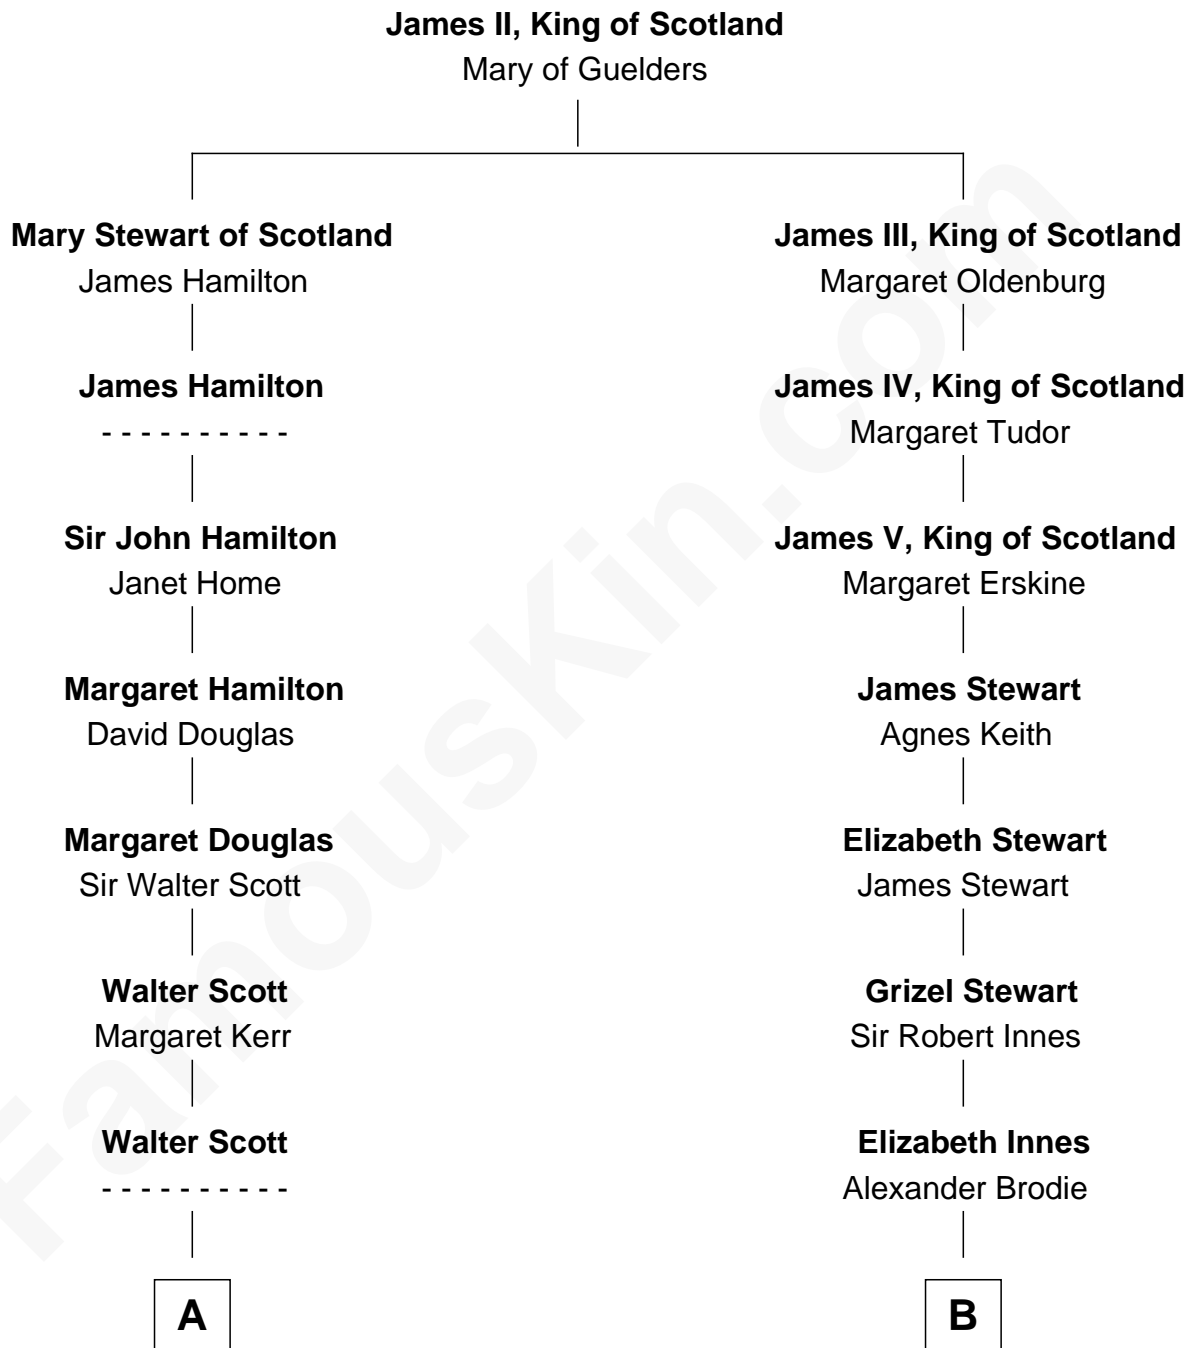 James II, King of Scotland
Mary of Guelders
Mary Stewart of Scotland
James Hamilton
James III, King of Scotland
Margaret Oldenburg
James Hamilton
- - - - - - - - - -
James IV, King of Scotland
Margaret Tudor
Sir John Hamilton
Janet Home
James V, King of Scotland
Margaret Erskine
Margaret Hamilton
David Douglas
James Stewart
Agnes Keith
Margaret Douglas
Sir Walter Scott
Elizabeth Stewart
James Stewart
Walter Scott
Margaret Kerr
Grizel Stewart
Sir Robert Innes
Walter Scott
- - - - - - - - - -
Elizabeth Innes
Alexander Brodie
A
B
FamousKin.com